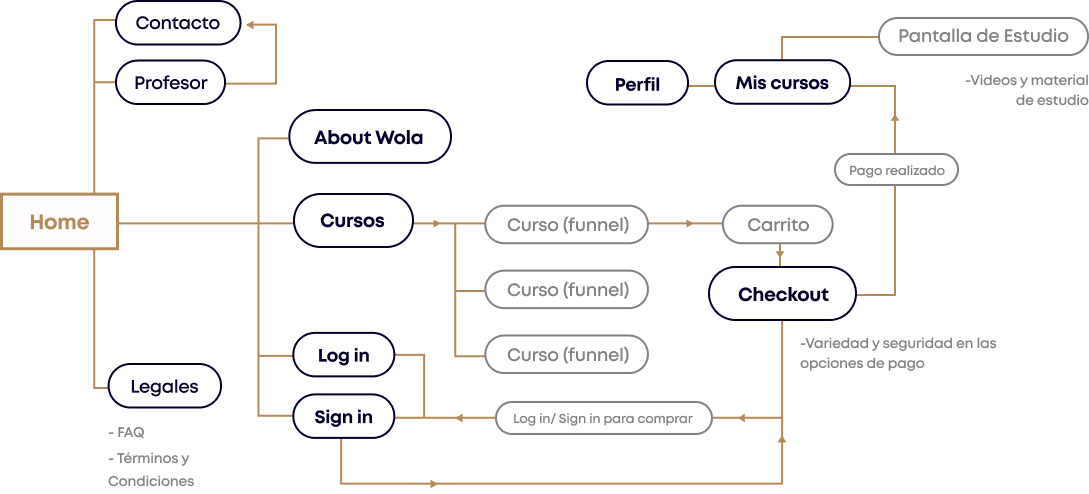 Contacto
Profesor
Pantalla de Estudio
Perfil
Mis cursos
-Videos y material
de estudio
About Wola
Pago realizado
Home
Cursos
Curso (funnel)
Carrito
Curso (funnel)
Checkout
Curso (funnel)
-Variedad y seguridad en las
opciones de pago
Log in
Legales
Sign in
Log in/ Sign in para comprar
- FAQ
- Términos y
Condiciones